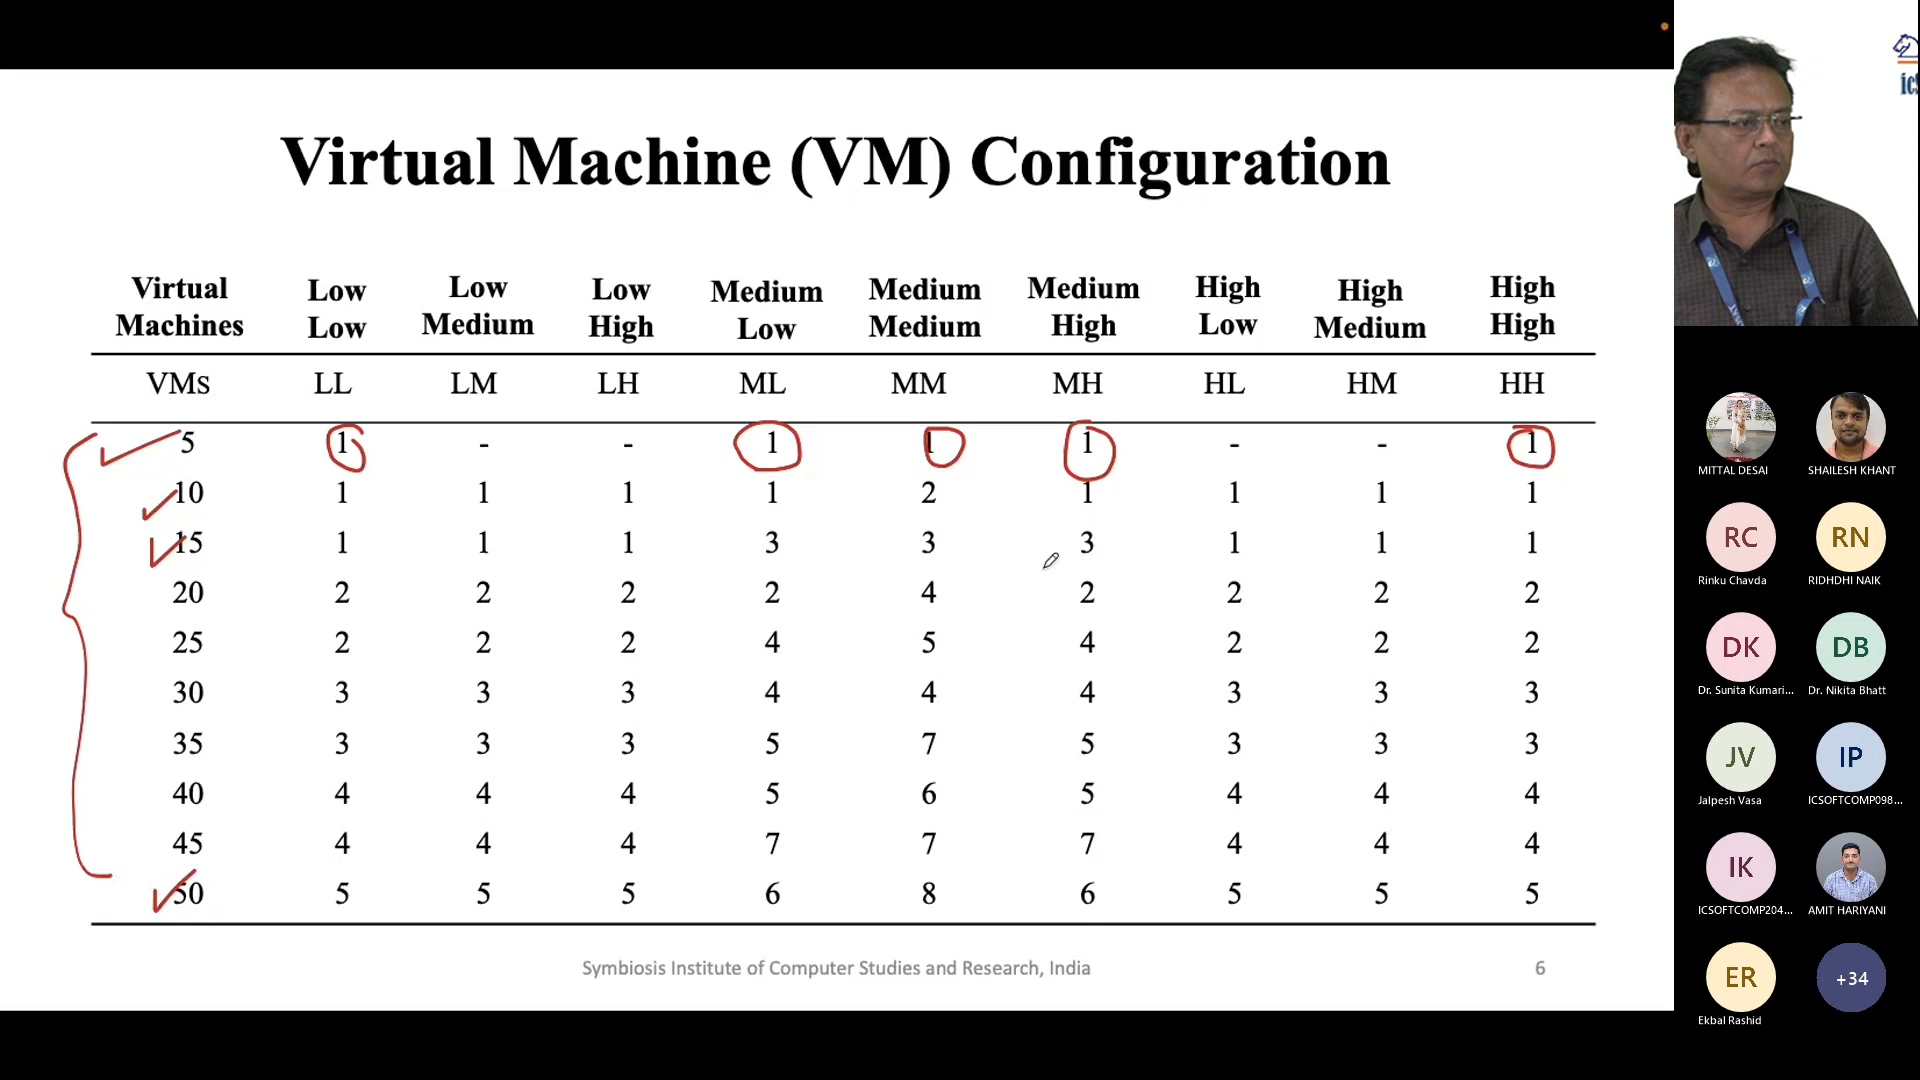 Virtual Machine (VM) Configuration
Virtual Machines Low Low Low Medium Low High Medium Low Medium Medium Medium High High Low High Medium High High
VMs LL LM LH ML MM MH HL HM HH
5 1 - - 1 1 1 - - 1
10 1 1 1 1 2 1 1 1 1
15 1 1 1 3 3 3 1 1 1
20 2 2 2 2 4 2 2 2 2
25 2 2 2 4 5 4 2 2 2
30 3 3 3 4 4 4 3 3 3
35 3 3 3 5 7 5 3 3 3
40 4 4 4 5 6 5 4 4 4
45 4 4 4 7 7 7 4 4 4
50 5 5 5 6 8 6 5 5 5
Symbiosis Institute of Computer Studies and Research, India 6
MITTAL DESAI SHAILESH KHANT
RC RN
Rinku Chavda RIDHDHI NAIK
DK DB
Dr. Sunita Kumari... Dr. Nikita Bhatt
JV IP
Jalpesh Vasa ICSOFTCOMP098...
IK
ICSOFTCOMP204... AMIT HARIYANI
ER +34
Ekbal Rashid